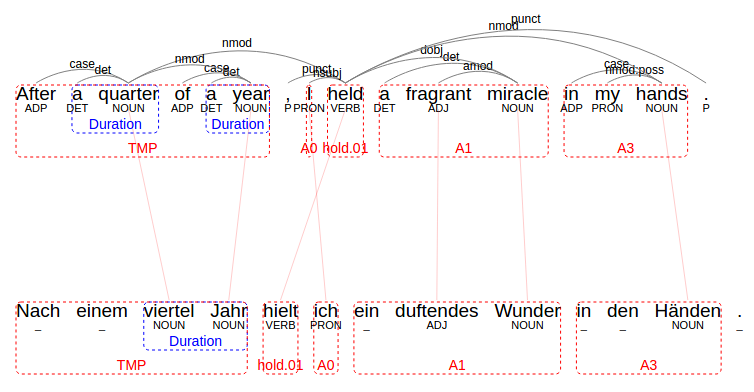 punct
nmod
nmod dobj
nmod det
case case punct amod case
det det nsubj nmod:poss
After a quarter of a year , I held a fragrant miracle in my hands .
ADP DET NOUN ADP DET NOUN P PRON VERB DET ADJ NOUN ADP PRON NOUN P
Duration Duration
TMP A0 hold.01 A1 A3
Nach einem viertel Jahr hielt ich ein duftendes Wunder in den Händen .
_ _ NOUN NOUN VERB PRON _ ADJ NOUN _ _ NOUN _
Duration
TMP hold.01 A0 A1 A3